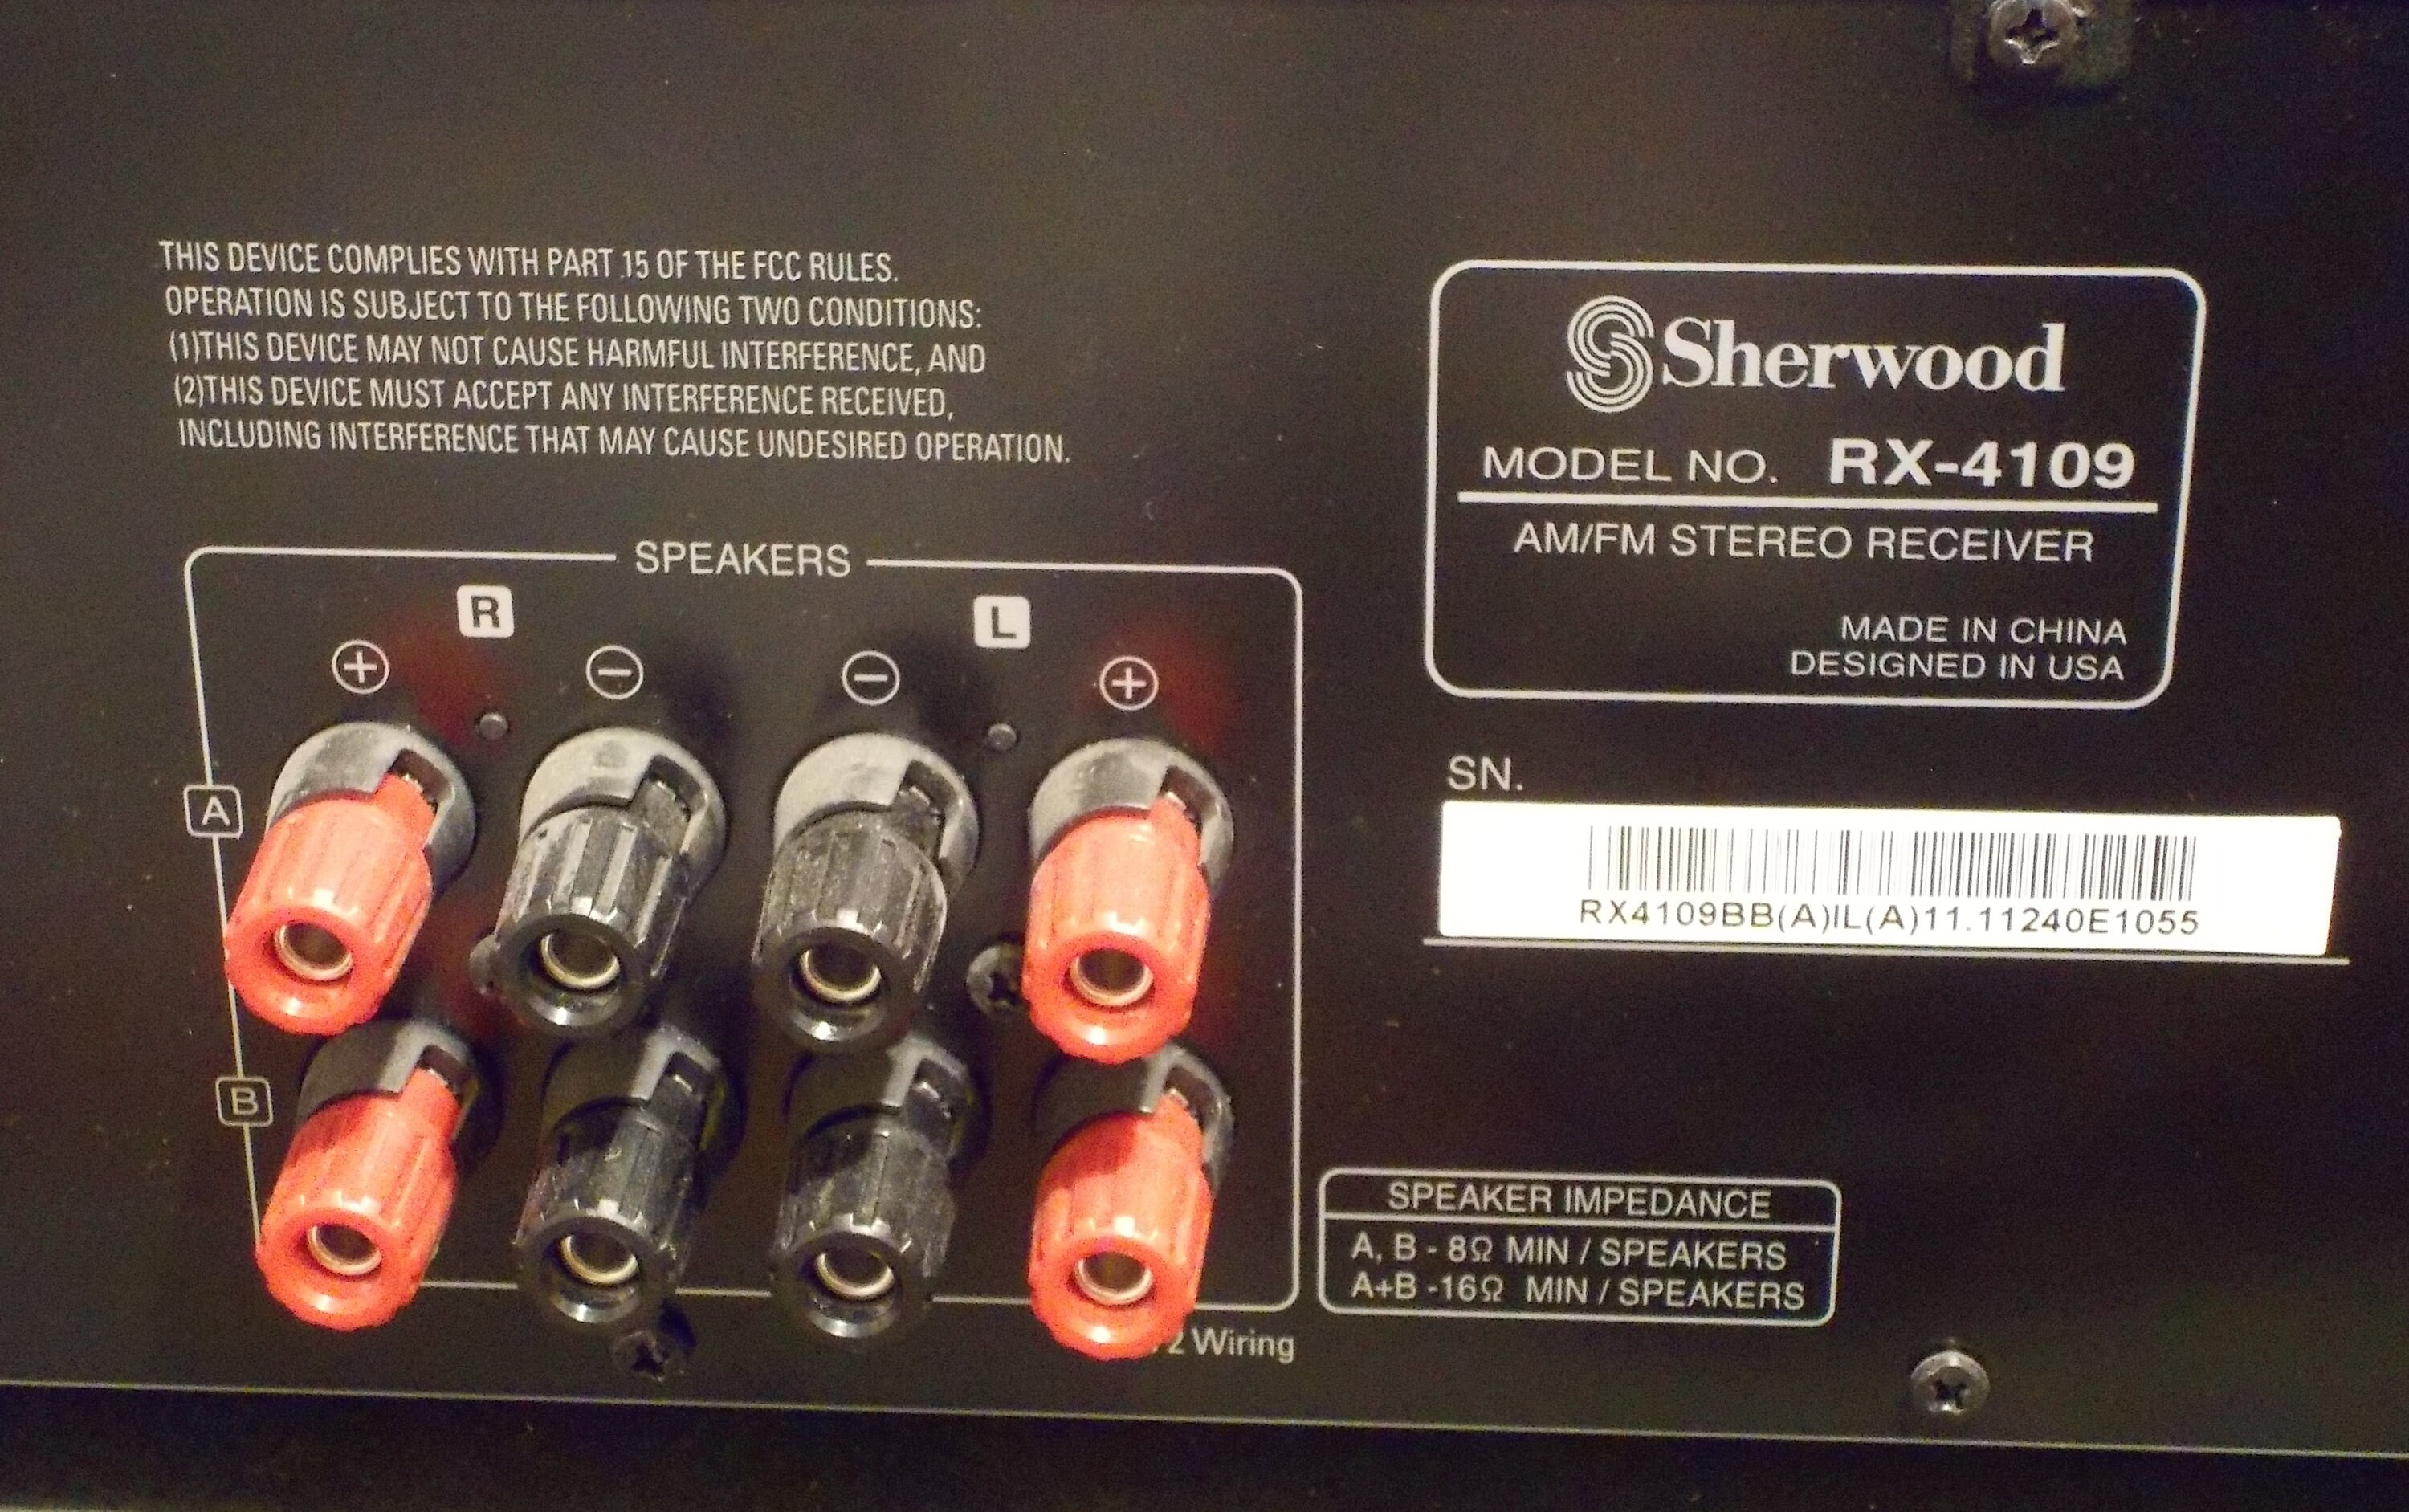 THIS DEVICE COMPLIES WITH PART 15 OF THE FCC RULES.
OPERATION IS SUBJECT TO THE FOLLOWING TWO CONDITIONS:
(1)THIS DEVICE MAY NOT CAUSE HARMFUL INTERFERENCE, AND
(2)THIS DEVICE MUST ACCEPT ANY INTERFERENCE RECEIVED,
INCLUDING INTERFERENCE THAT MAY CAUSE UNDESIRED OPERATION.
SPEAKERS
R L
+ − − +
A
B
Wiring
Sherwood
MODEL NO. RX-4109
AM/FM STEREO RECEIVER
MADE IN CHINA
DESIGNED IN USA
SN.
RX4109BB(A)IL(A)11.11240E1055
SPEAKER IMPEDANCE
A, B - 8Ω MIN / SPEAKERS
A+B -16Ω MIN / SPEAKERS